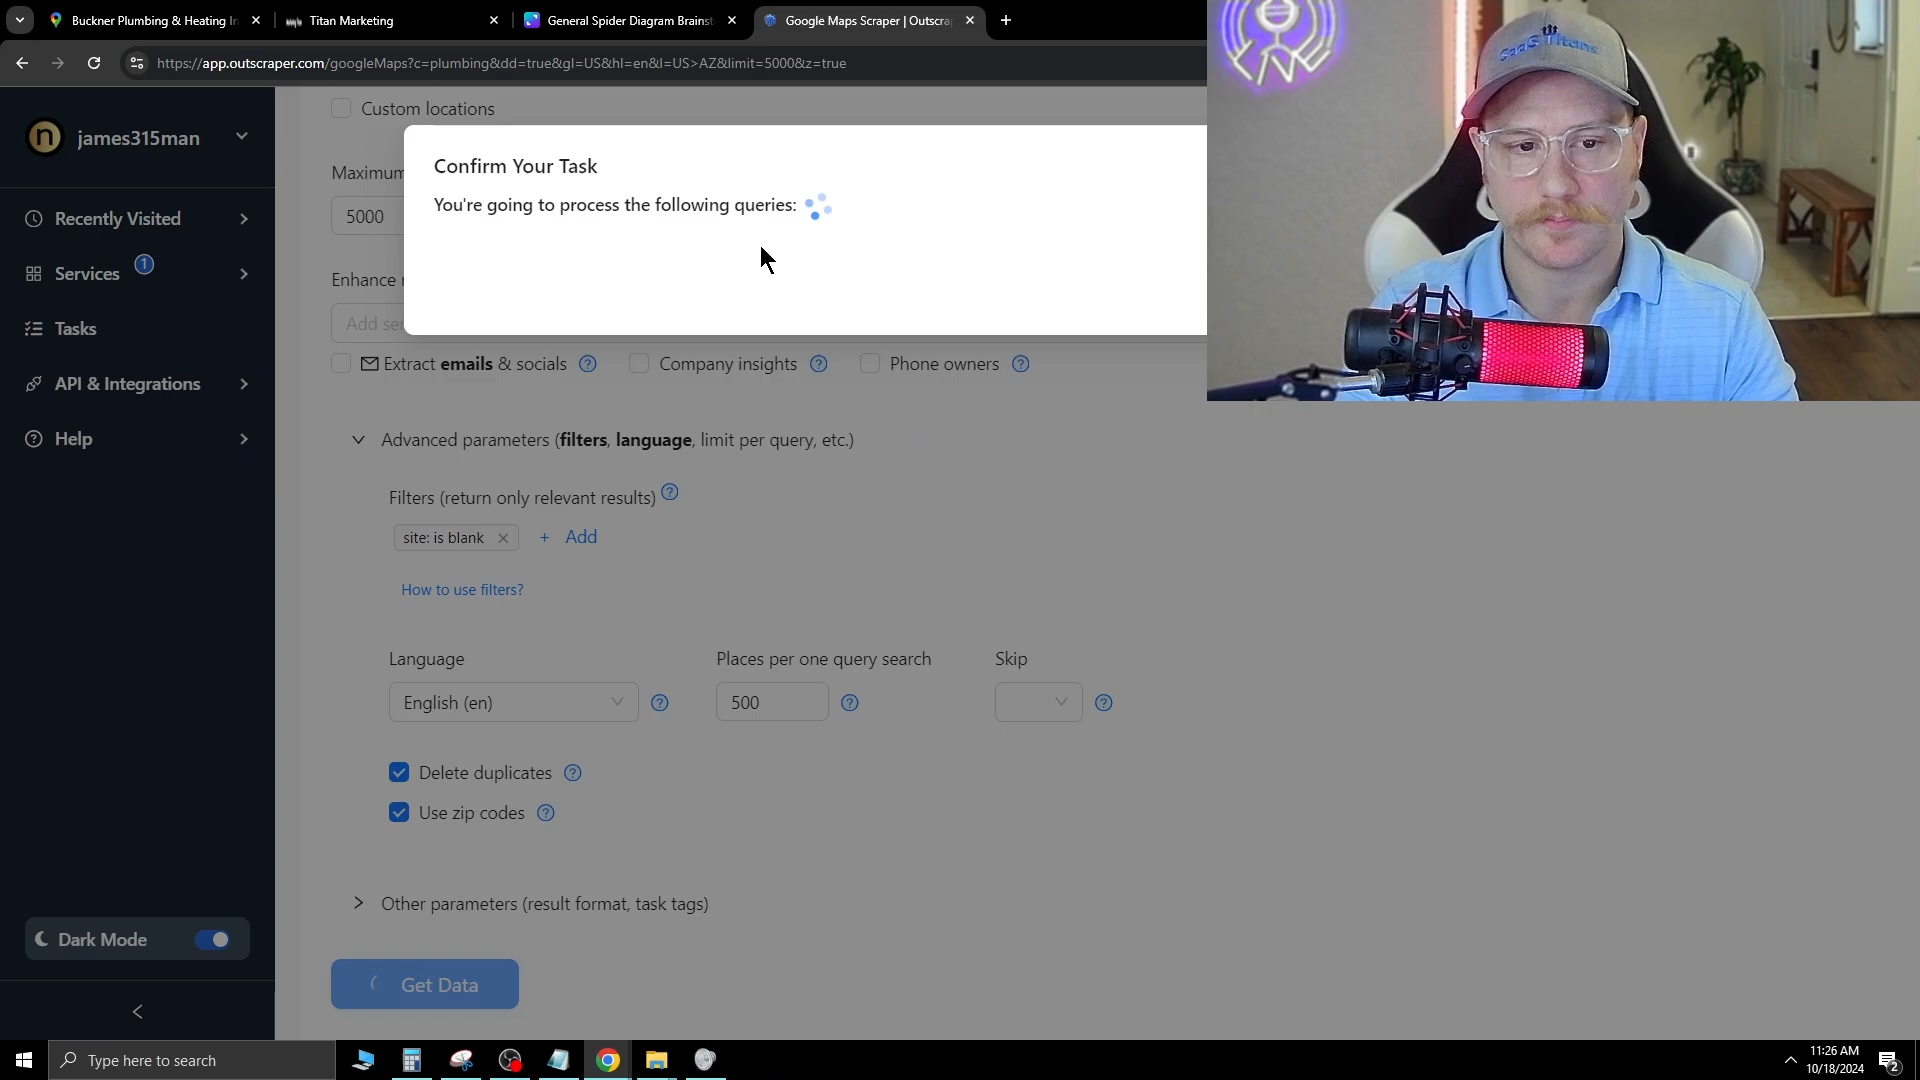 Buckner Plumbing & Heating In
Titan Marketing
General Spider Diagram Brainst
Google Maps Scraper | Outscra
https://app.outscraper.com/googleMaps?c=plumbing&dd=true&gl=US&hl=en&l=US>AZ&limit=5000&z=true
n james315man
Recently Visited
Services 1
Tasks
API & Integrations
Help
Dark Mode
Custom locations
Maximum
5000
Confirm Your Task
You're going to process the following queries:
Enhance
Add ser
Extract emails & socials
Company insights
Phone owners
Advanced parameters (filters, language, limit per query, etc.)
Filters (return only relevant results)
site: is blank
+ Add
How to use filters?
Language
Places per one query search
Skip
English (en)
500
Delete duplicates
Use zip codes
Other parameters (result format, task tags)
Get Data
SaaS Titans
Type here to search
11:26 AM
10/18/2024
2